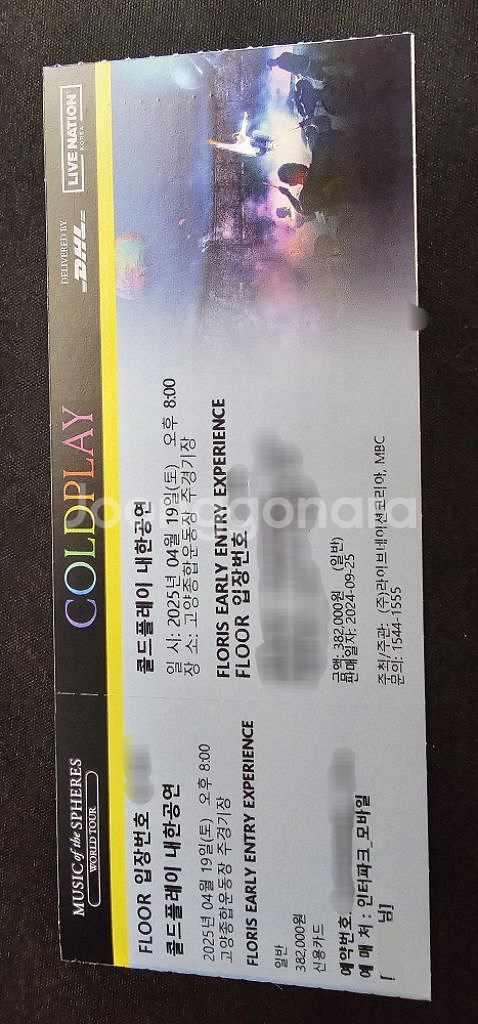 MUSIC of the SPHERES
WORLD TOUR
COLDPLAY
DELIVERED BY
DHL
LIVE NATION
KOREA
FLOOR 입장번호
콜드플레이 내한공연
2025년 04월 19일(토) 오후 8:00
고양종합운동장 주경기장
FLORIS EARLY ENTRY EXPERIENCE
일반
382,000원
신용카드
예약번호.
예 매 처 : 인터파크_모바일
[ 님]
콜드플레이 내한공연
일 시: 2025년 04월 19일(토) 오후 8:00
장 소: 고양종합운동장 주경기장
FLORIS EARLY ENTRY EXPERIENCE
FLOOR 입장번호
금액: 382,000원 (일반)
판매일자: 2024-09-25
주최/주관: (주)라이브네이션코리아, MBC
문의: 1544-1555
joonggonara